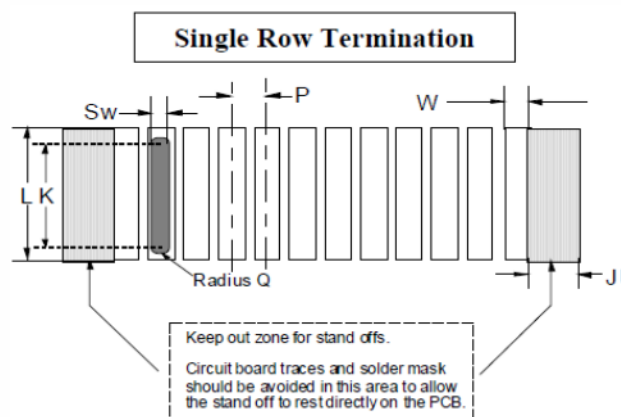 Single Row Termination
Sw
P
W
L
K
Radius Q
J
Keep out zone for stand offs.
Circuit board traces and solder mask
should be avoided in this area to allow
the stand off to rest directly on the PCB.